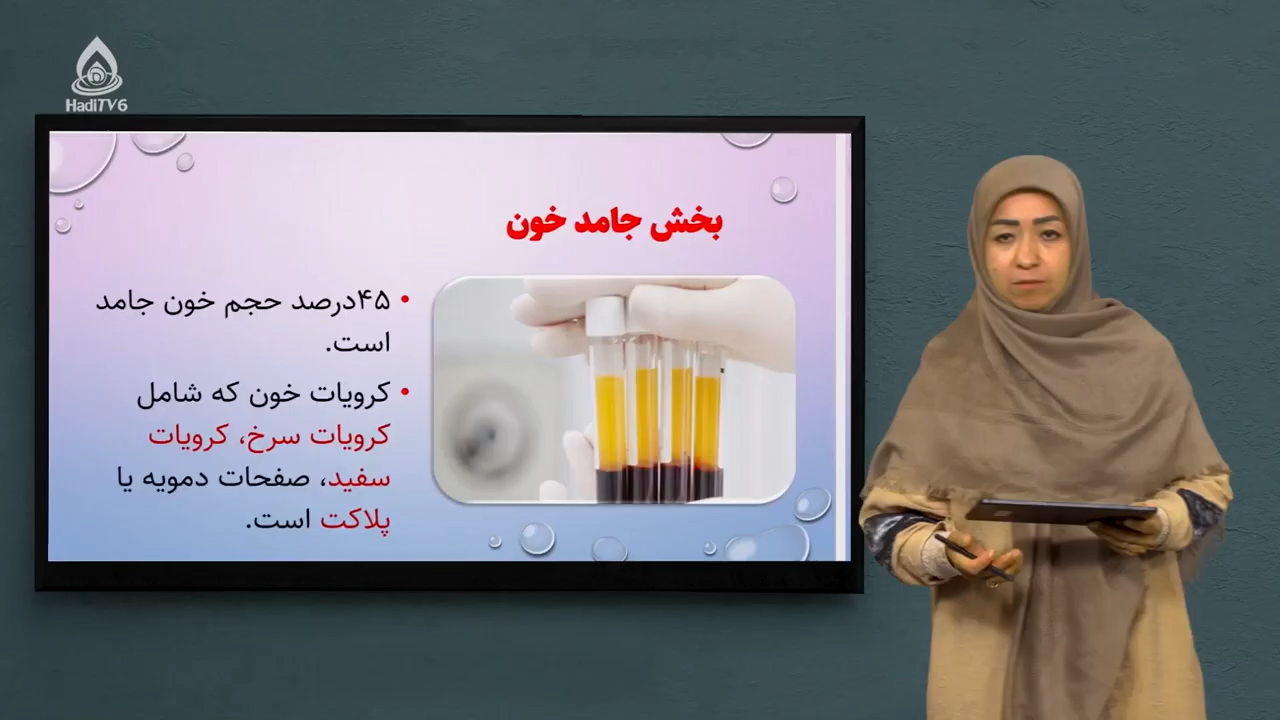 HadiTV6
بخش جامد خون
• ۴۵درصد حجم خون جامد
است.
• کرویات خون که شامل
کرویات سرخ، کرویات
سفید، صفحات دمویه یا
پلاکت است.